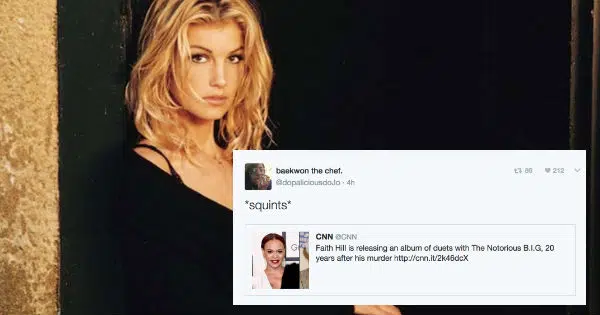 baekwon the chef.
80
212
@dopaliciousdoJo · 4h
*squints*
CNN @CNN
Faith Hill is releasing an album of duets with The Notorious B.I.G, 20
years after his murder http://cnn.it/2k46dcX